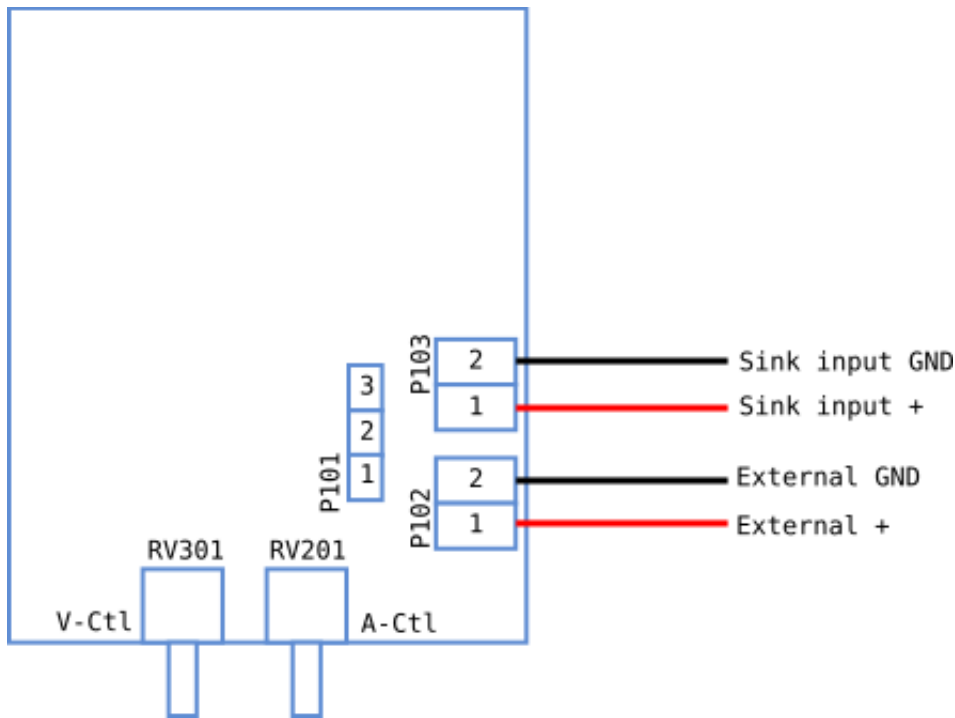 P103
2
Sink input GND
1
Sink input +
3
2
1
P101
P102
2
External GND
1
External +
RV301
RV201
V-Ctl
A-Ctl